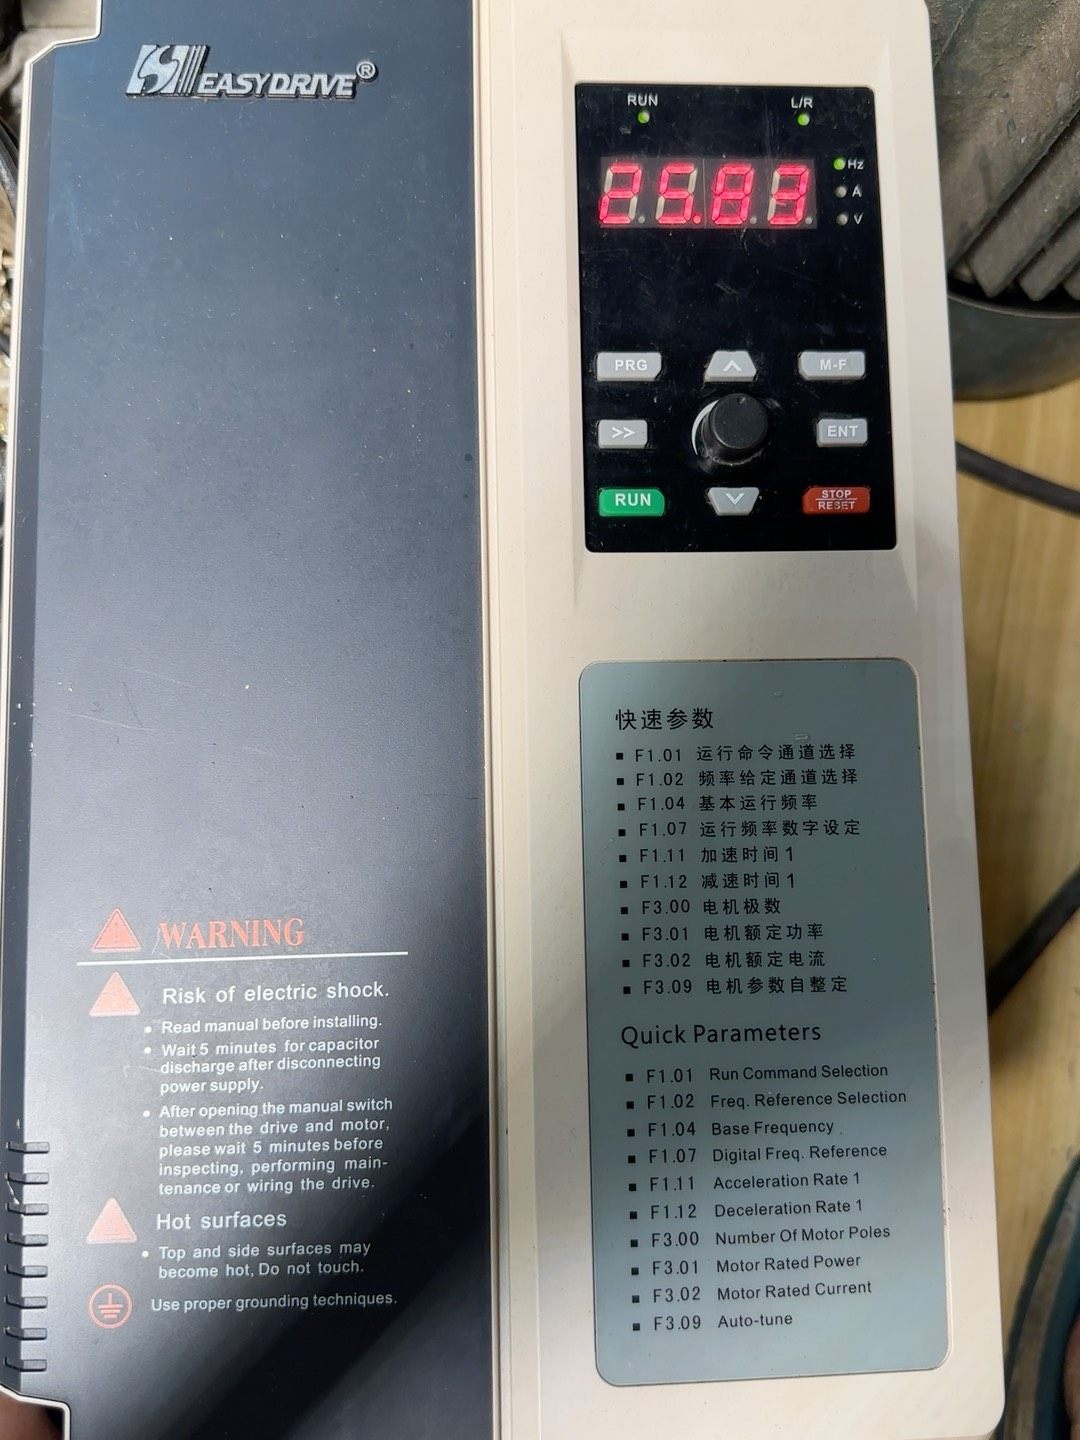 EASYDRIVE®
RUN
L/R
25.83
Hz
A
V
PRG
M-F
>>
ENT
RUN
STOP
RESET
快速参数
▪ F1.01 运行命令通道选择
▪ F1.02 频率给定通道选择
▪ F1.04 基本运行频率
▪ F1.07 运行频率数字设定
▪ F1.11 加速时间1
▪ F1.12 减速时间1
▪ F3.00 电机极数
▪ F3.01 电机额定功率
▪ F3.02 电机额定电流
▪ F3.09 电机参数自整定
Quick Parameters
▪ F1.01 Run Command Selection
▪ F1.02 Freq. Reference Selection
▪ F1.04 Base Frequency
▪ F1.07 Digital Freq. Reference
▪ F1.11 Acceleration Rate 1
▪ F1.12 Deceleration Rate 1
▪ F3.00 Number Of Motor Poles
▪ F3.01 Motor Rated Power
▪ F3.02 Motor Rated Current
▪ F3.09 Auto-tune
WARNING
Risk of electric shock.
• Read manual before installing.
• Wait 5 minutes for capacitor
discharge after disconnecting
power supply.
• After opening the manual switch
between the drive and motor,
please wait 5 minutes before
inspecting, performing main-
tenance or wiring the drive.
Hot surfaces
• Top and side surfaces may
become hot, Do not touch.
Use proper grounding techniques.